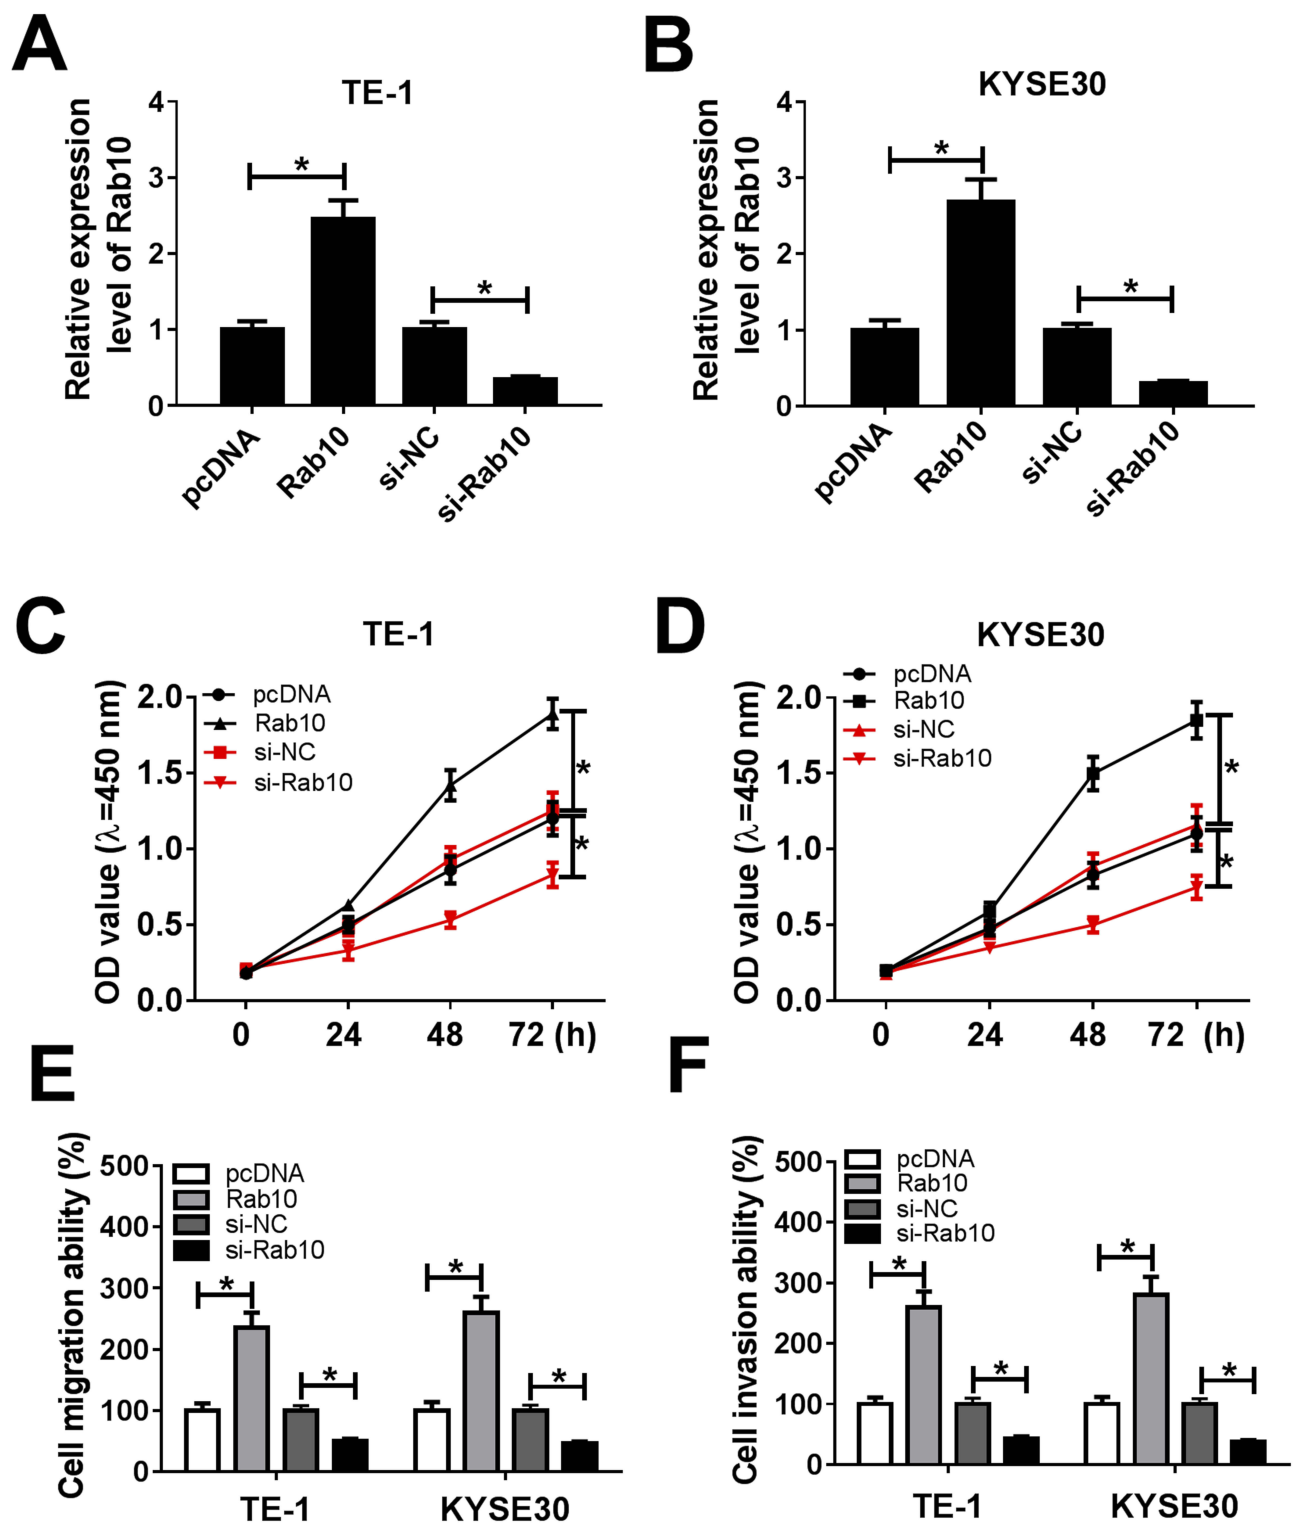 A
TE-1
Relative expression
level of Rab10
4
3
2
1
0
*
*
pcDNA
Rab10
si-NC
si-Rab10
B
KYSE30
Relative expression
level of Rab10
4
3
2
1
0
*
*
pcDNA
Rab10
si-NC
si-Rab10
C
TE-1
OD value (λ=450 nm)
2.0
1.5
1.0
0.5
0.0
pcDNA
Rab10
si-NC
si-Rab10
*
*
0 24 48 72 (h)
D
KYSE30
OD value (λ=450 nm)
2.0
1.5
1.0
0.5
0.0
pcDNA
Rab10
si-NC
si-Rab10
*
*
0 24 48 72 (h)
E
Cell migration ability (%)
500
400
300
200
100
0
pcDNA
Rab10
si-NC
si-Rab10
*
*
*
*
TE-1 KYSE30
F
Cell invasion ability (%)
500
400
300
200
100
0
pcDNA
Rab10
si-NC
si-Rab10
*
*
*
*
TE-1 KYSE30